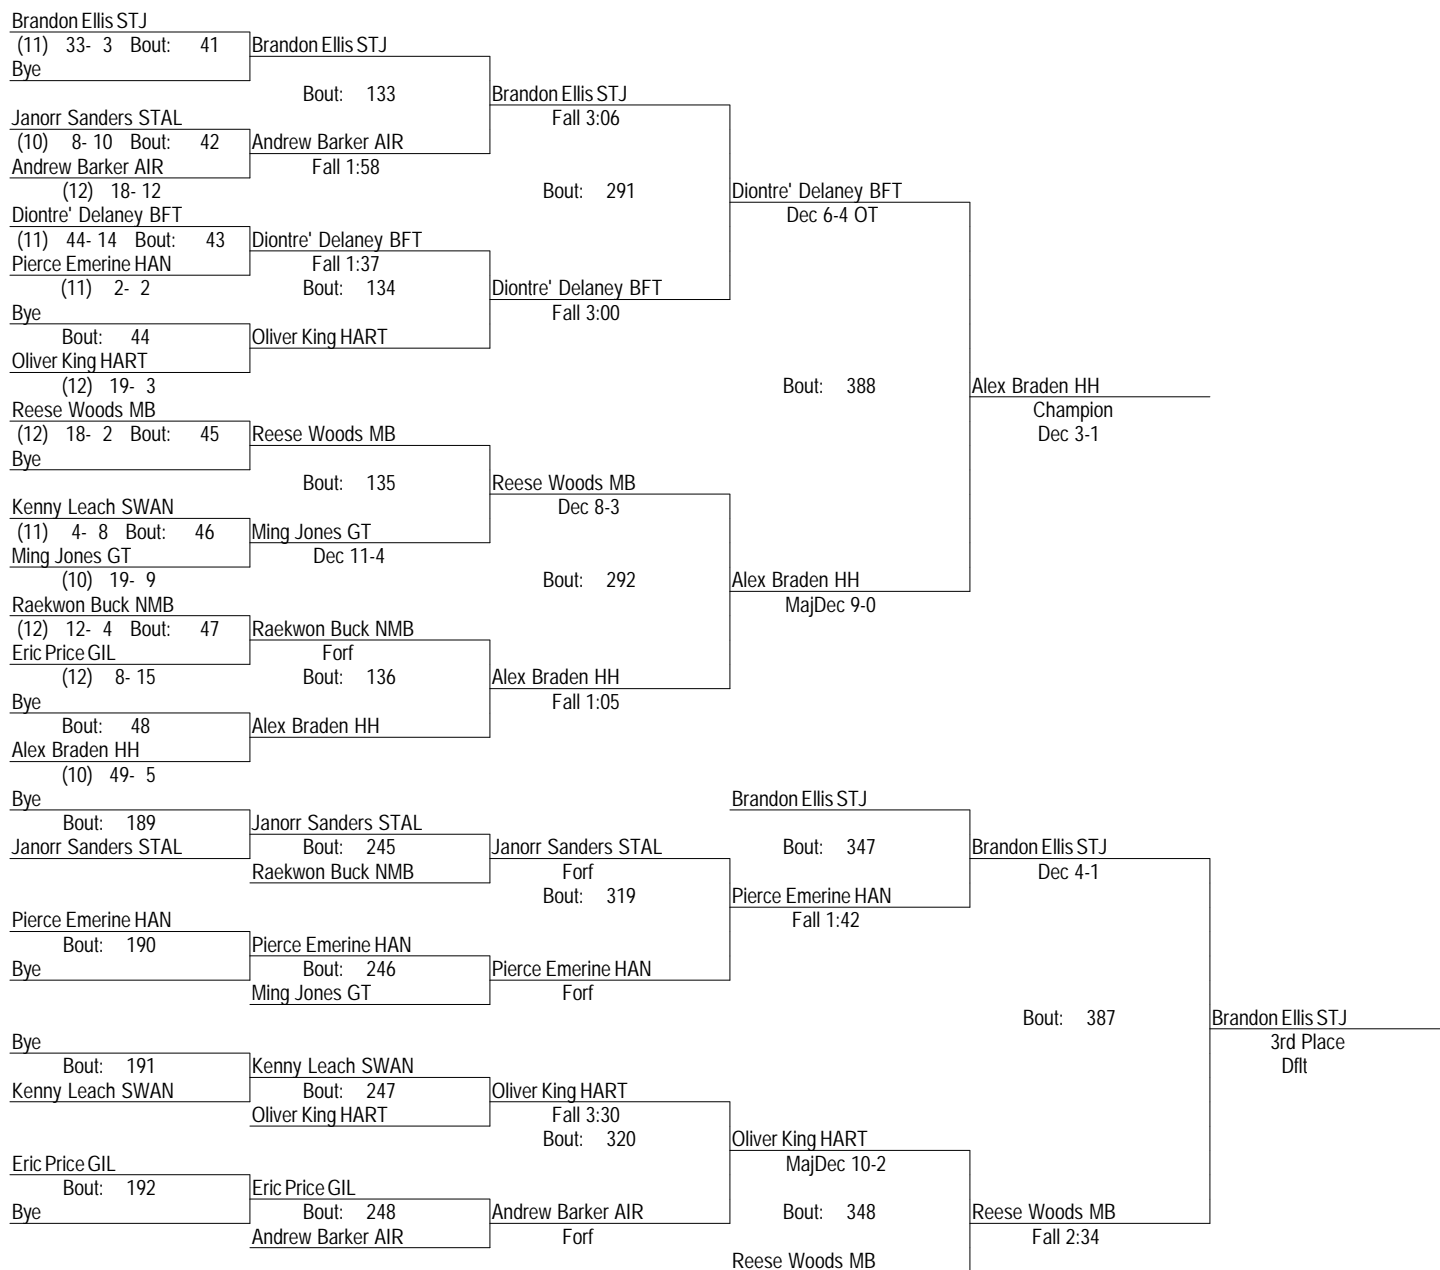 Brandon Ellis STJ
(11) 33- 3 Bout: 41 Brandon Ellis STJ
Bye
Bout: 133 Brandon Ellis STJ
Janorr Sanders STAL Fall 3:06
(10) 8- 10 Bout: 42 Andrew Barker AIR
Andrew Barker AIR Fall 1:58
(12) 18- 12 Bout: 291 Diontre' Delaney BFT
Diontre' Delaney BFT Dec 6-4 OT
(11) 44- 14 Bout: 43 Diontre' Delaney BFT
Pierce Emerine HAN Fall 1:37
(11) 2- 2 Bout: 134 Diontre' Delaney BFT
Bye Fall 3:00
Bout: 44 Oliver King HART
Oliver King HART
(12) 19- 3 Bout: 388 Alex Braden HH
Reese Woods MB Champion
(12) 18- 2 Bout: 45 Reese Woods MB Dec 3-1
Bye
Bout: 135 Reese Woods MB
Kenny Leach SWAN Dec 8-3
(11) 4- 8 Bout: 46 Ming Jones GT
Ming Jones GT Dec 11-4
(10) 19- 9 Bout: 292 Alex Braden HH
Raekwon Buck NMB MajDec 9-0
(12) 12- 4 Bout: 47 Raekwon Buck NMB
Eric Price GIL Forf
(12) 8- 15 Bout: 136 Alex Braden HH
Bye Fall 1:05
Bout: 48 Alex Braden HH
Alex Braden HH
(10) 49- 5
Bye Brandon Ellis STJ
Bout: 189 Janorr Sanders STAL
Janorr Sanders STAL Bout: 245 Janorr Sanders STAL Bout: 347 Brandon Ellis STJ
Raekwon Buck NMB Forf Dec 4-1
Bout: 319 Pierce Emerine HAN
Pierce Emerine HAN Fall 1:42
Bout: 190 Pierce Emerine HAN
Bye Bout: 246 Pierce Emerine HAN
Ming Jones GT Forf
Bout: 387 Brandon Ellis STJ
Bye 3rd Place
Bout: 191 Kenny Leach SWAN Dflt
Kenny Leach SWAN Bout: 247 Oliver King HART
Oliver King HART Fall 3:30
Bout: 320 Oliver King HART
Eric Price GIL MajDec 10-2
Bout: 192 Eric Price GIL
Bye Bout: 248 Andrew Barker AIR Bout: 348 Reese Woods MB
Andrew Barker AIR Forf Fall 2:34
Reese Woods MB